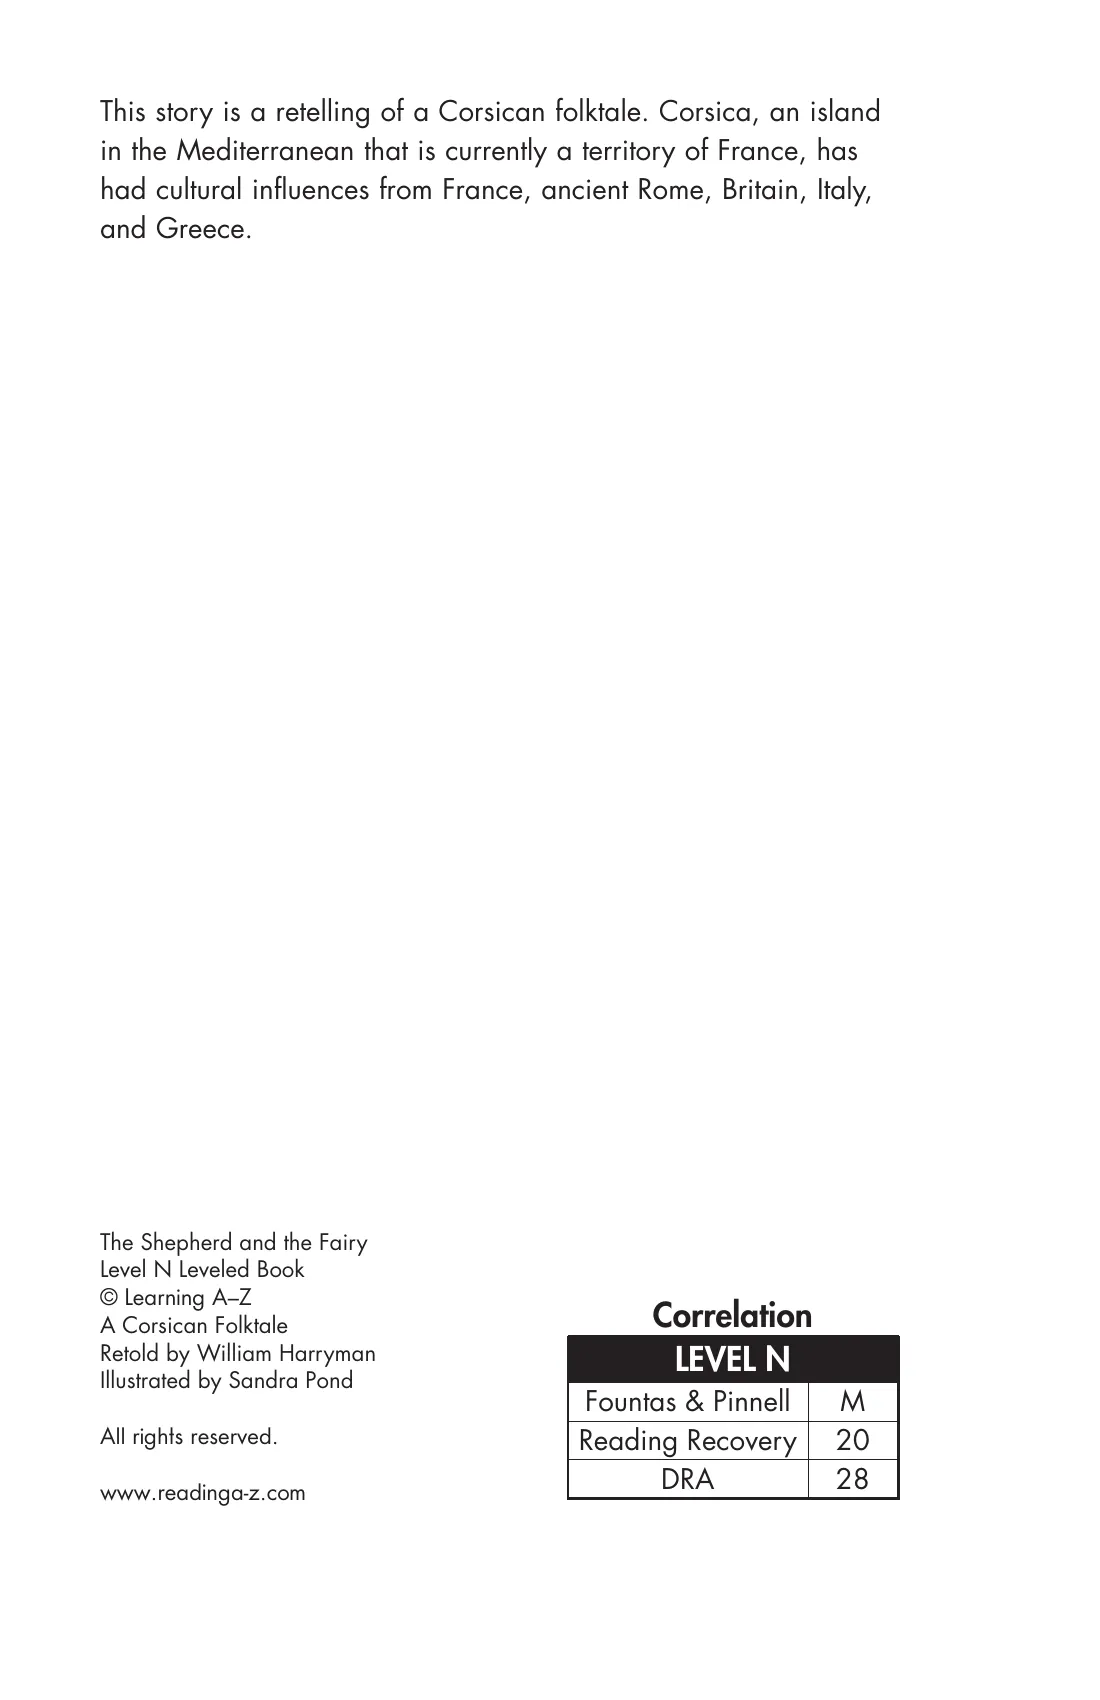 This story is a retelling of a Corsican folktale. Corsica, an island
in the Mediterranean that is currently a territory of France, has
had cultural influences from France, ancient Rome, Britain, Italy,
and Greece.
The Shepherd and the Fairy
Level N Leveled Book
© Learning A–Z
A Corsican Folktale
Retold by William Harryman
Illustrated by Sandra Pond
All rights reserved.
www.readinga-z.com
Correlation
LEVEL N
Fountas & Pinnell M
Reading Recovery 20
DRA 28